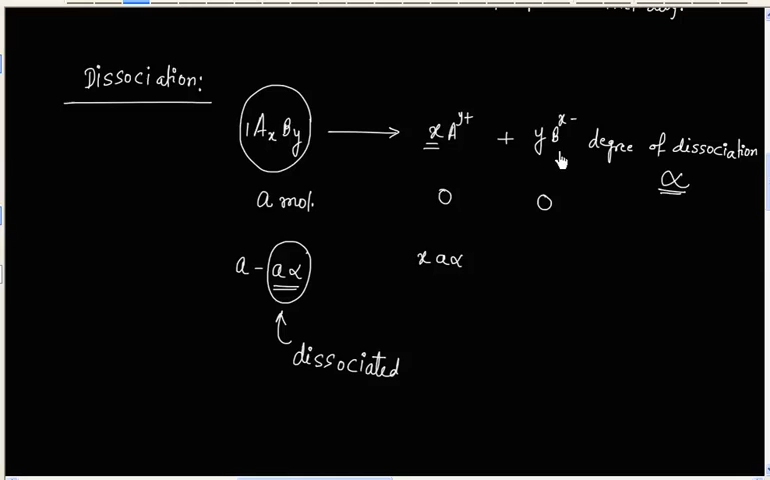 Dissociation:
1AxBy → xA^y+ + yB^x- degree of dissociation
α
a mol. 0 0
a - aα xaα
dissociated